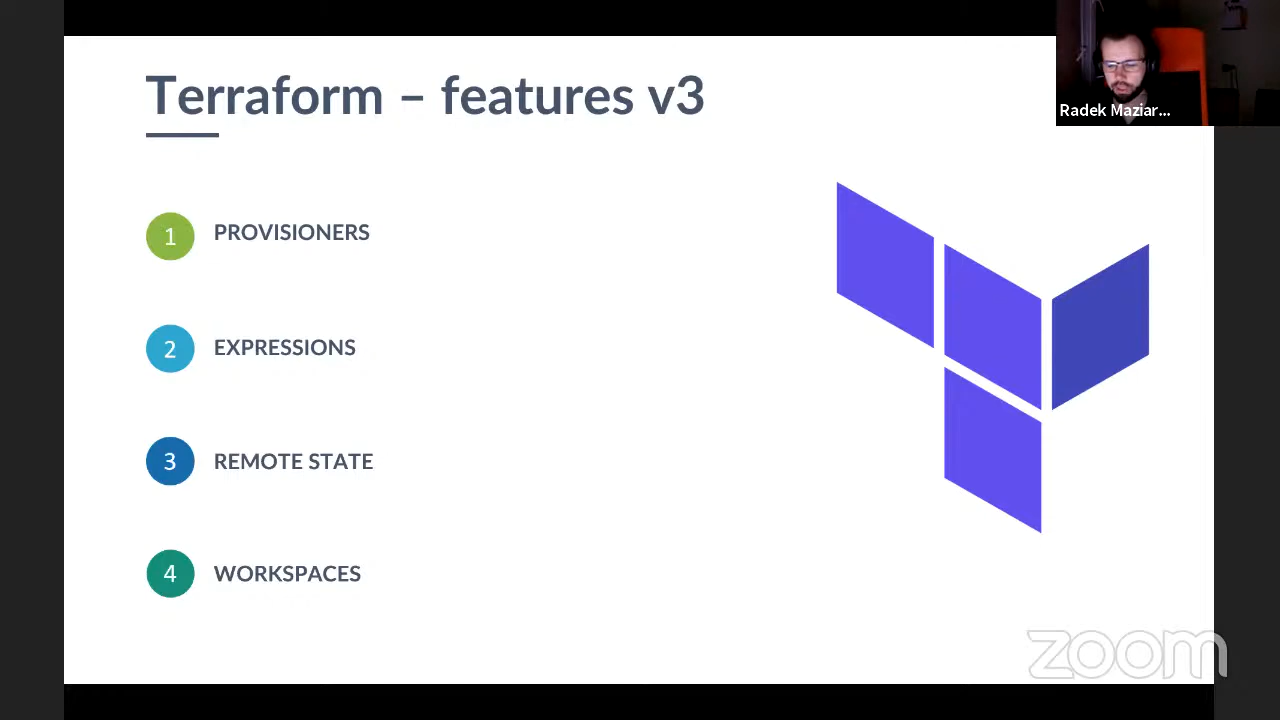 Terraform – features v3
Radek Maziar...
1 PROVISIONERS
2 EXPRESSIONS
3 REMOTE STATE
4 WORKSPACES
zoom